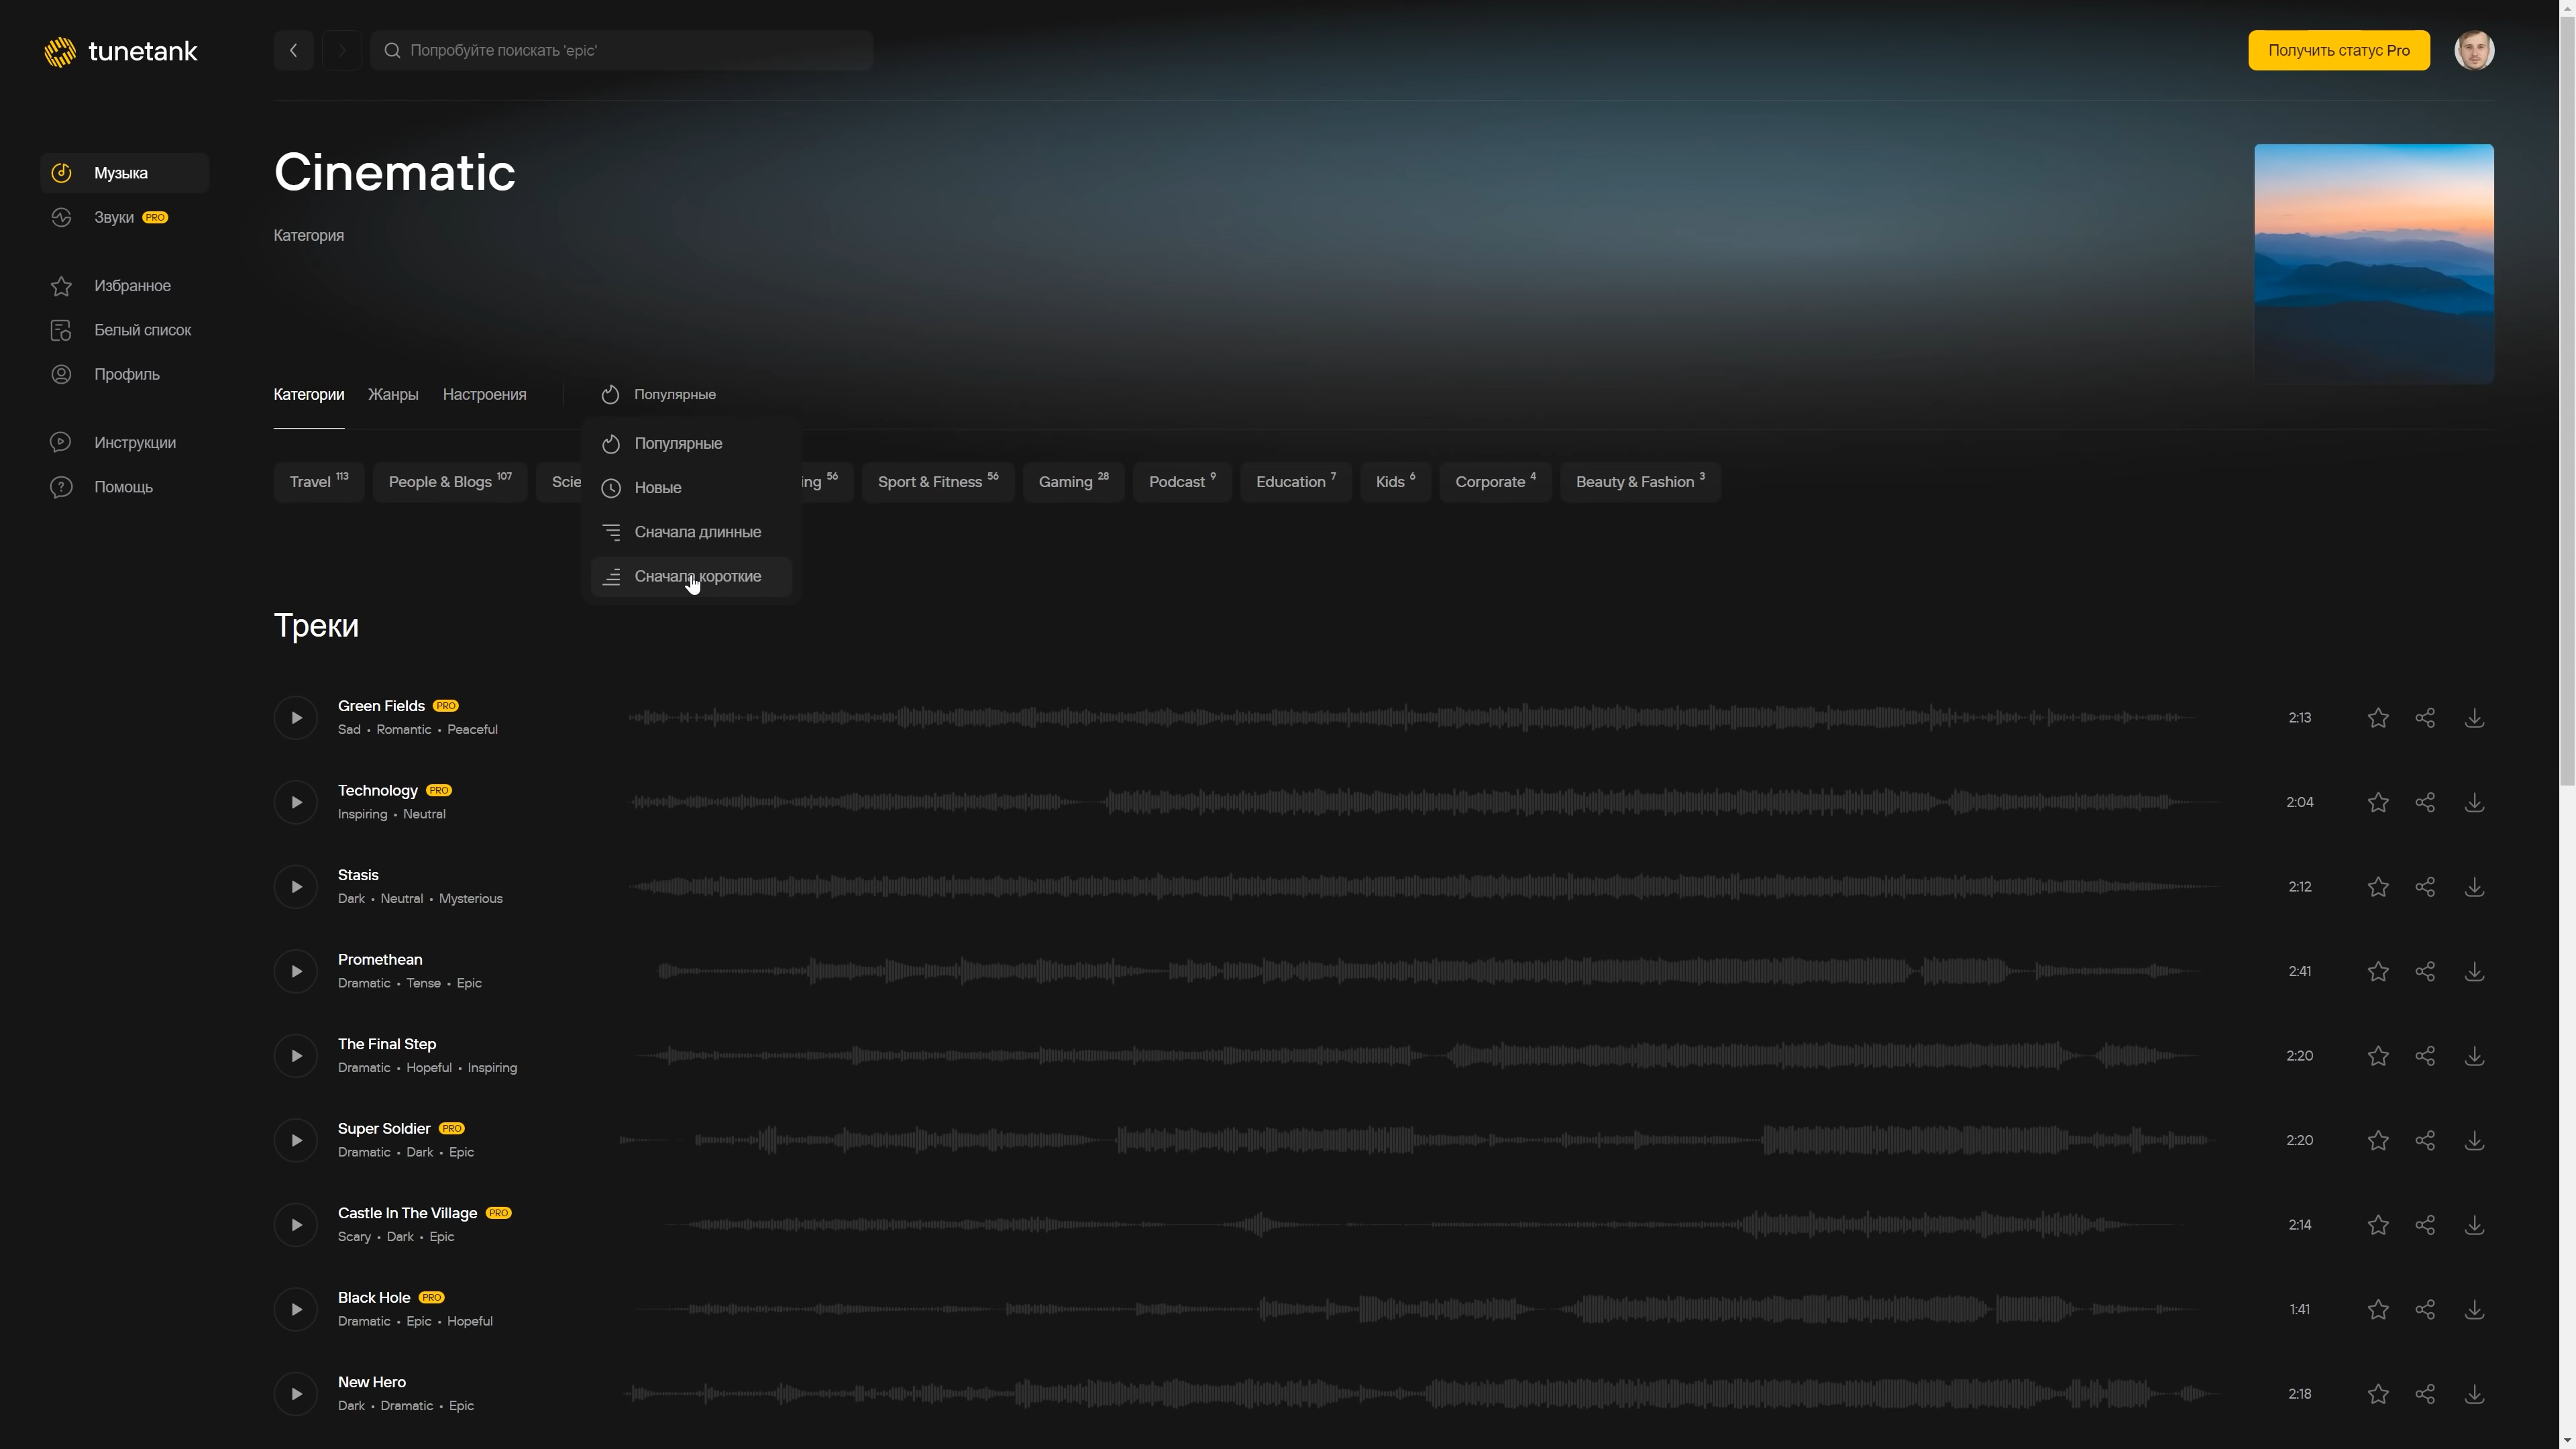 tunetank
Попробуйте поискать 'epic'
Получить статус Pro
Музыка
Звуки PRO
Избранное
Белый список
Профиль
Инструкции
Помощь
Cinematic
Категория
Категории Жанры Настроения Популярные
Популярные
Новые
Сначала длинные
Сначала короткие
Travel 113 People & Blogs 107 Scie ing 56 Sport & Fitness 56 Gaming 28 Podcast 9 Education 7 Kids 6 Corporate 4 Beauty & Fashion 3
Треки
Green Fields PRO
Sad • Romantic • Peaceful
2:13
Technology PRO
Inspiring • Neutral
2:04
Stasis
Dark • Neutral • Mysterious
2:12
Promethean
Dramatic • Tense • Epic
2:41
The Final Step
Dramatic • Hopeful • Inspiring
2:20
Super Soldier PRO
Dramatic • Dark • Epic
2:20
Castle In The Village PRO
Scary • Dark • Epic
2:14
Black Hole PRO
Dramatic • Epic • Hopeful
1:41
New Hero
Dark • Dramatic • Epic
2:18